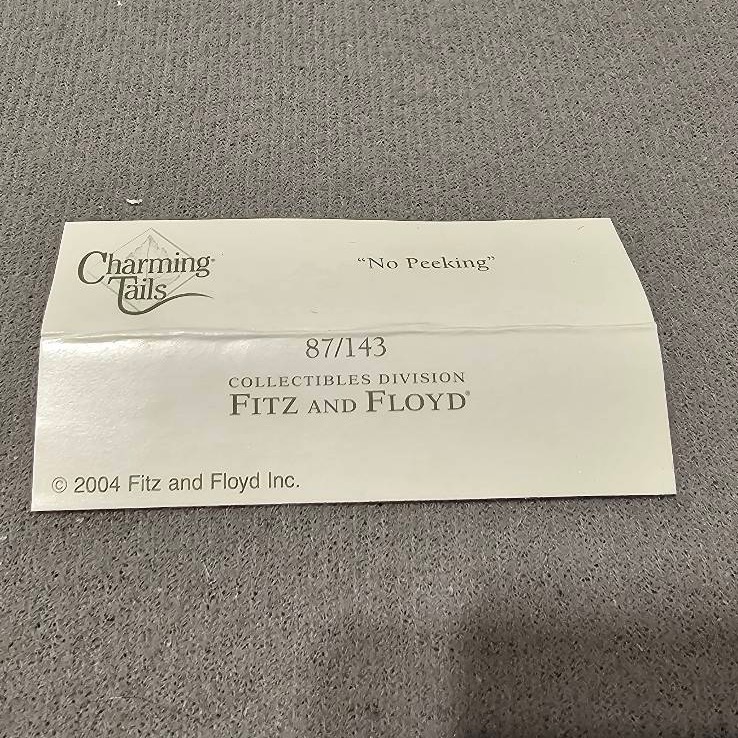 Charming®
Tails
"No Peeking"
87/143
COLLECTIBLES DIVISION
FITZ AND FLOYD®
© 2004 Fitz and Floyd Inc.